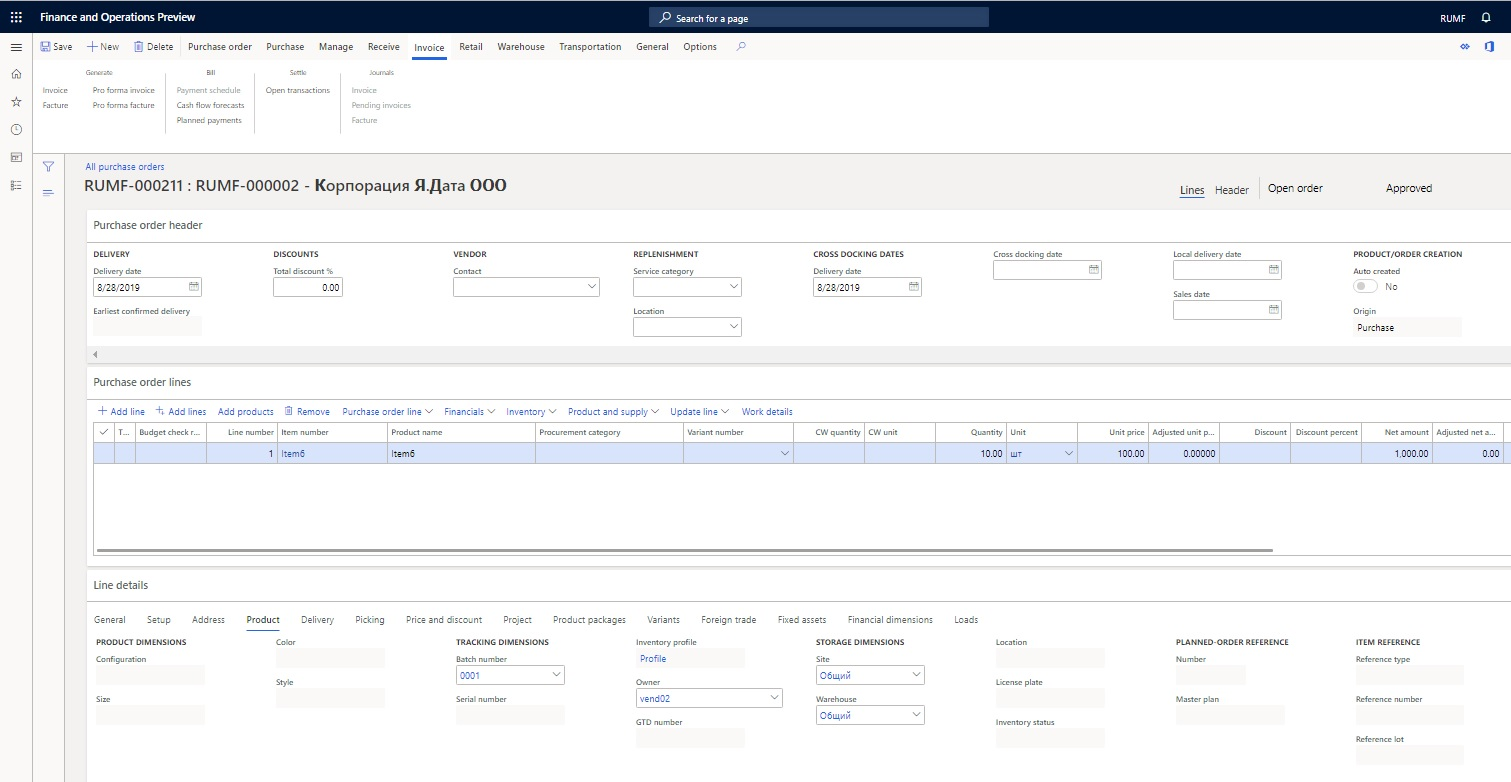 Finance and Operations Preview
Search for a page
RUMF
Save New Delete Purchase order Purchase Manage Receive Invoice Retail Warehouse Transportation General Options
Generate Bill Settle Journals
Invoice Pro forma invoice Payment schedule Open transactions Invoice
Facture Pro forma facture Cash flow forecasts Pending invoices
Planned payments Facture
All purchase orders
RUMF-000211 : RUMF-000002 - Корпорация Я.Дата ООО
Lines Header Open order Approved
Purchase order header
DELIVERY DISCOUNTS VENDOR REPLENISHMENT CROSS DOCKING DATES Cross docking date Local delivery date PRODUCT/ORDER CREATION
Delivery date Total discount % Contact Service category Delivery date Auto created
8/28/2019 0.00 8/28/2019 No
Sales date
Earliest confirmed delivery Location Origin
Purchase
Purchase order lines
Add line Add lines Add products Remove Purchase order line Financials Inventory Product and supply Update line Work details
T... Budget check r... Line number Item number Product name Procurement category Variant number CW quantity CW unit Quantity Unit Unit price Adjusted unit p... Discount Discount percent Net amount Adjusted net a...
1 Item6 Item6 10.00 шт 100.00 0.00000 1,000.00 0.00
Line details
General Setup Address Product Delivery Picking Price and discount Project Product packages Variants Foreign trade Fixed assets Financial dimensions Loads
PRODUCT DIMENSIONS Color TRACKING DIMENSIONS Inventory profile STORAGE DIMENSIONS Location PLANNED-ORDER REFERENCE ITEM REFERENCE
Configuration Batch number Profile Site Number Reference type
0001 Общий
Style Owner License plate
Size Serial number vend02 Warehouse Master plan Reference number
Общий
GTD number Inventory status
Reference lot